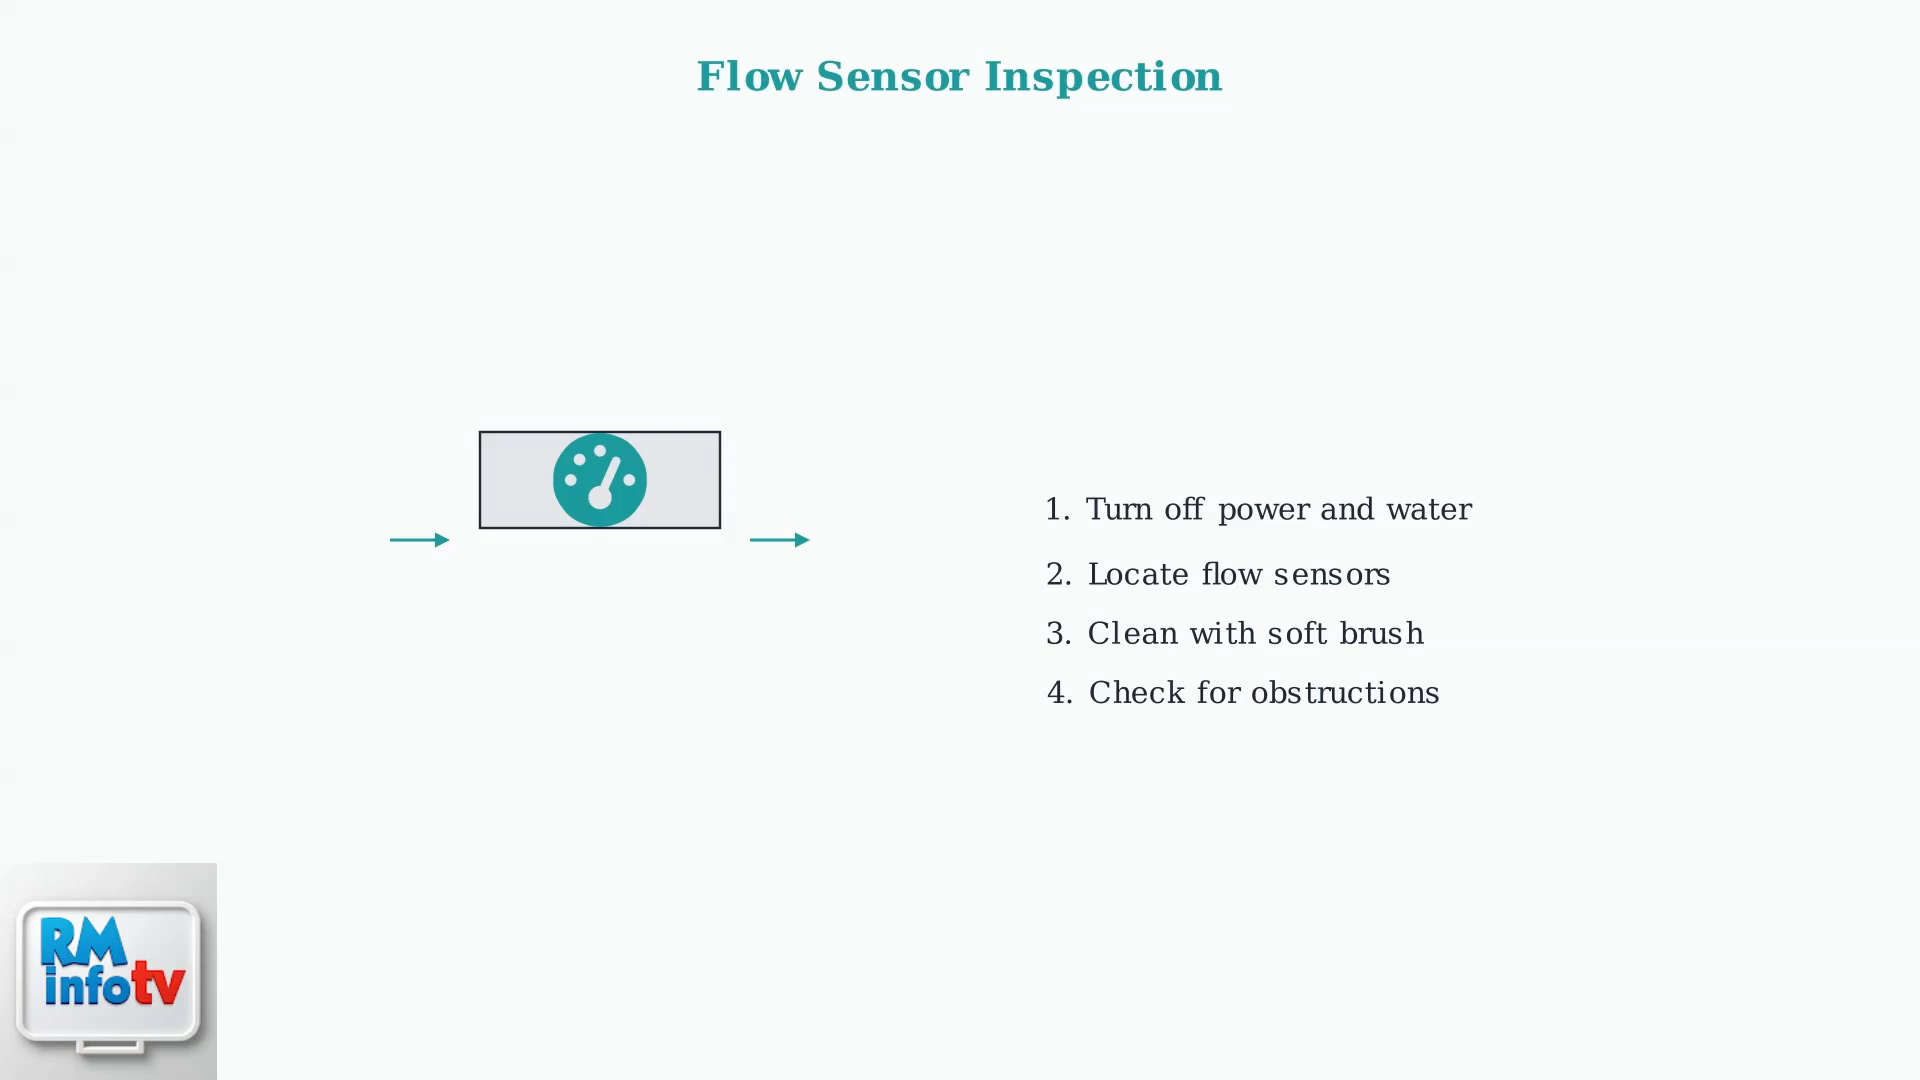 Flow Sensor Inspection
1. Turn off power and water
2. Locate flow sensors
3. Clean with soft brush
4. Check for obstructions
RM
infotv